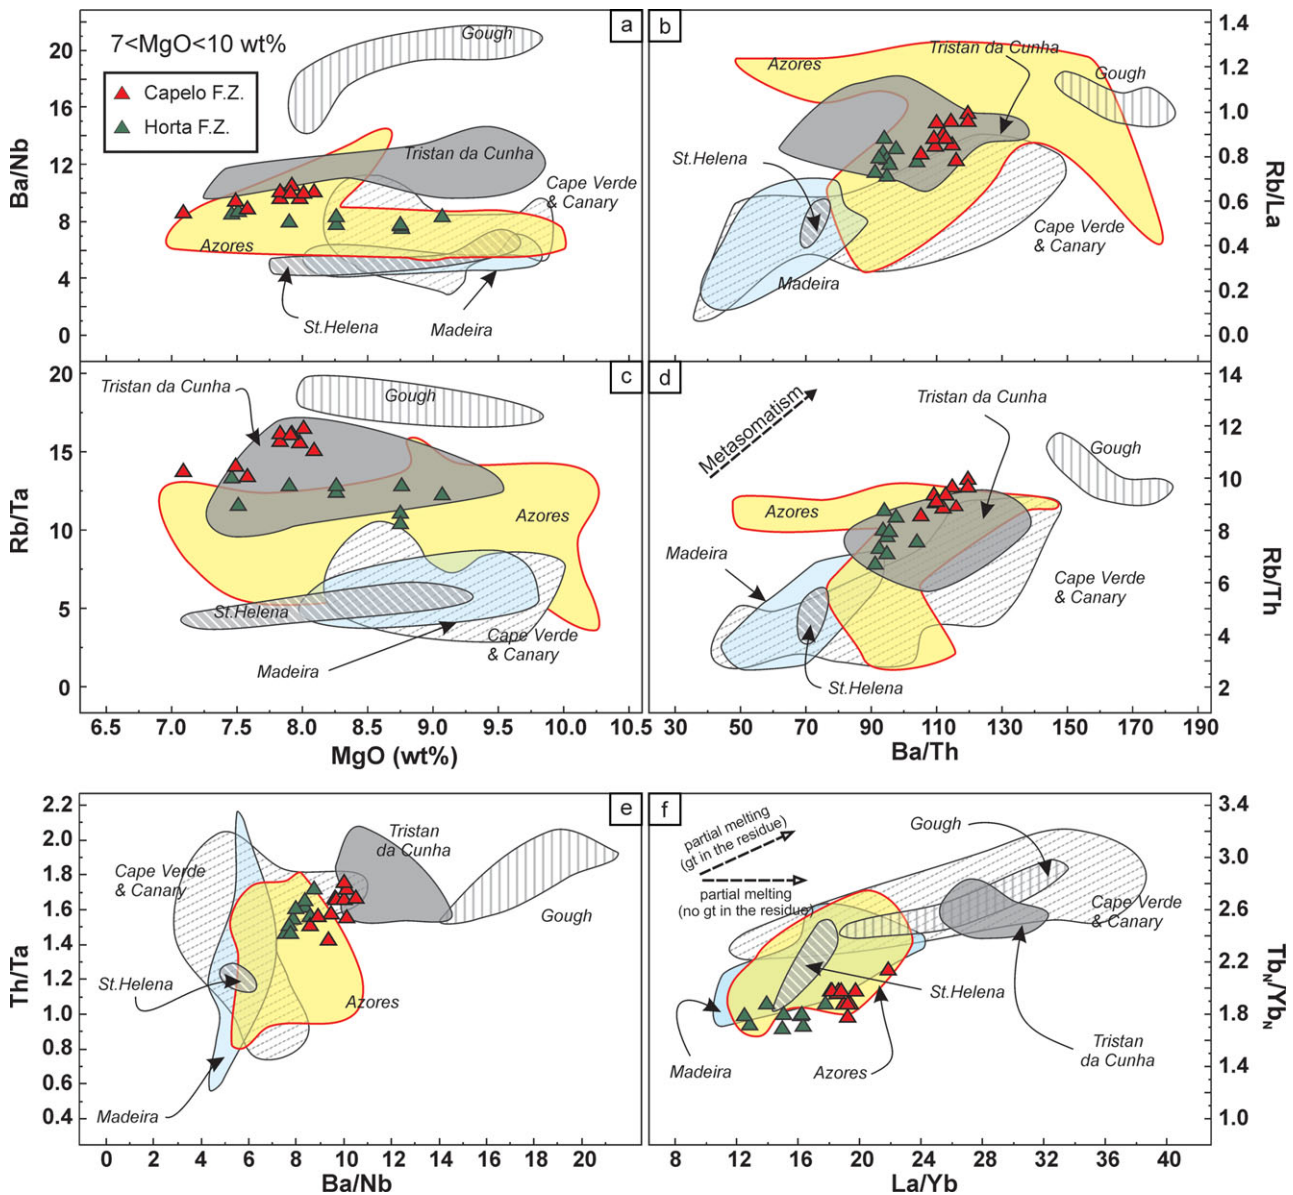 a
7<MgO<10 wt%
Capelo F.Z.
Horta F.Z.
Gough
Tristan da Cunha
Cape Verde
& Canary
Azores
St.Helena
Madeira
Ba/Nb
20
16
12
8
4
0
b
Azores
Tristan da Cunha
Gough
St.Helena
Cape Verde
& Canary
Madeira
Rb/La
1.4
1.2
1.0
0.8
0.6
0.4
0.2
0.0
c
Tristan da Cunha
Gough
Azores
St.Helena
Cape Verde
& Canary
Madeira
Rb/Ta
20
15
10
5
0
6.5 7.0 7.5 8.0 8.5 9.0 9.5 10.0 10.5
MgO (wt%)
d
Metasomatism
Tristan da Cunha
Gough
Azores
Madeira
Cape Verde
& Canary
St.Helena
Rb/Th
14
12
10
8
6
4
2
30 50 70 90 110 130 150 170 190
Ba/Th
e
Cape Verde
& Canary
Tristan
da Cunha
Gough
St.Helena
Azores
Madeira
Th/Ta
2.2
2.0
1.8
1.6
1.4
1.2
1.0
0.8
0.6
0.4
0 2 4 6 8 10 12 14 16 18 20
Ba/Nb
f
partial melting
(gt in the residue)
partial melting
(no gt in the residue)
Gough
Cape Verde
& Canary
St.Helena
Madeira
Azores
Tristan
da Cunha
TbN/YbN
3.4
3.0
2.6
2.2
1.8
1.4
1.0
8 12 16 20 24 28 32 36 40
La/Yb